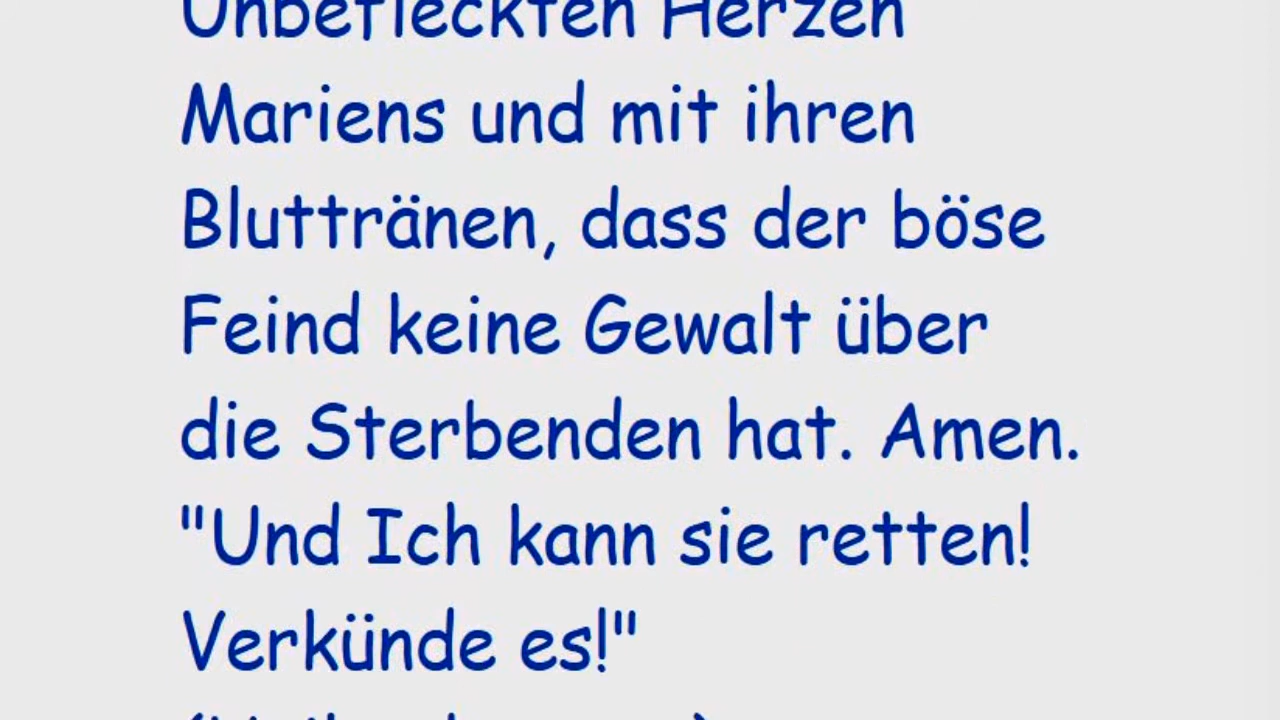 Unbefleckten Herzen
Mariens und mit ihren
Bluttränen, dass der böse
Feind keine Gewalt über
die Sterbenden hat. Amen.
"Und Ich kann sie retten!
Verkünde es!"